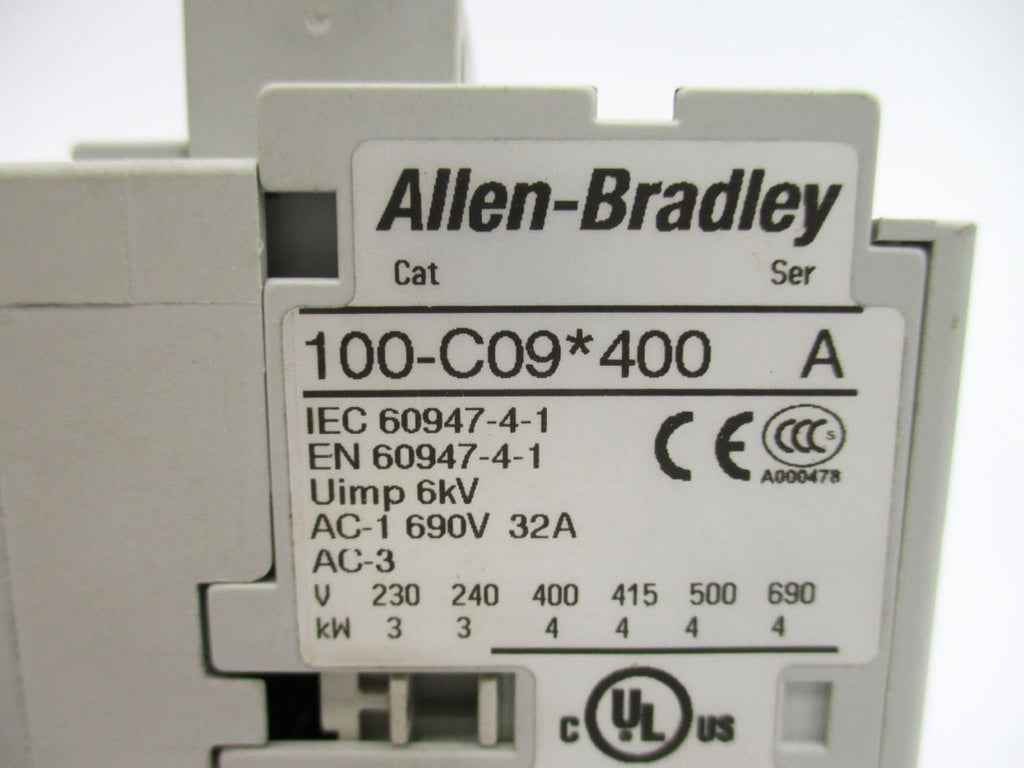 Allen-Bradley
Cat Ser
100-C09*400 A
IEC 60947-4-1
EN 60947-4-1
CE CCC S
A000478
Uimp 6kV
AC-1 690V 32A
AC-3
V 230 240 400 415 500 690
kW 3 3 4 4 4 4
C UL US